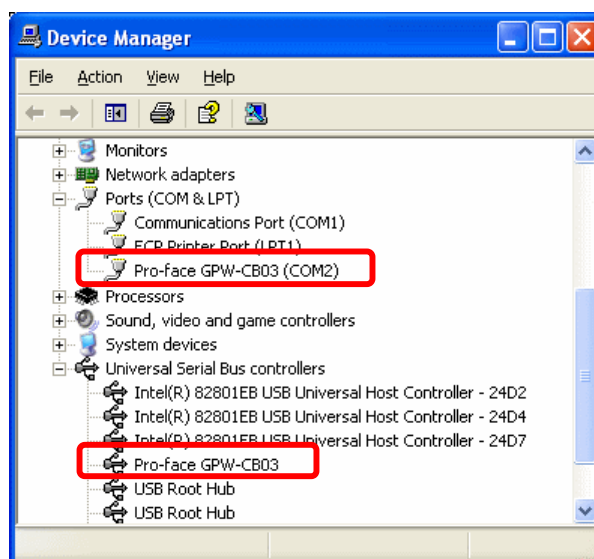 Device Manager
File Action View Help
Monitors
Network adapters
Ports (COM & LPT)
Communications Port (COM1)
ECP Printer Port (LPT1)
Pro-face GPW-CB03 (COM2)
Processors
Sound, video and game controllers
System devices
Universal Serial Bus controllers
Intel(R) 82801EB USB Universal Host Controller - 24D2
Intel(R) 82801EB USB Universal Host Controller - 24D4
Intel(R) 82801EB USB Universal Host Controller - 24D7
Pro-face GPW-CB03
USB Root Hub
USB Root Hub